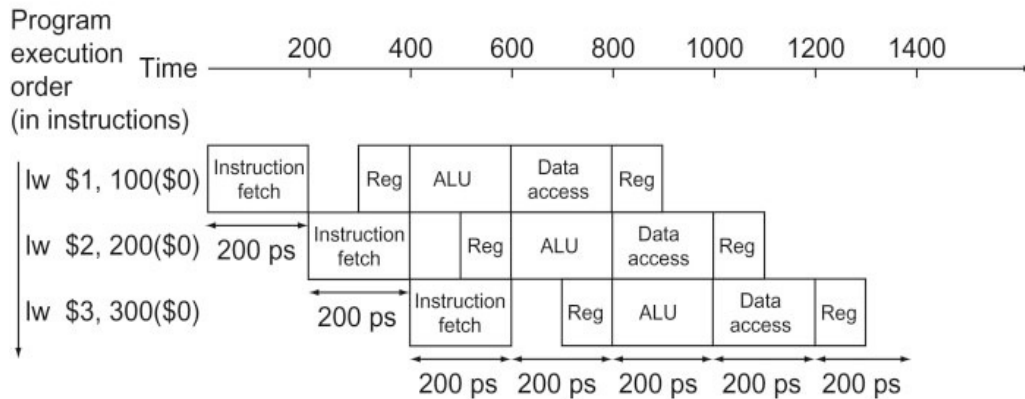 Program
execution
order
(in instructions)
Time
200 400 600 800 1000 1200 1400
lw $1, 100($0)
Instruction
fetch
Reg
ALU
Data
access
Reg
200 ps
lw $2, 200($0)
Instruction
fetch
Reg
ALU
Data
access
Reg
200 ps
lw $3, 300($0)
Instruction
fetch
Reg
ALU
Data
access
Reg
200 ps 200 ps 200 ps 200 ps 200 ps